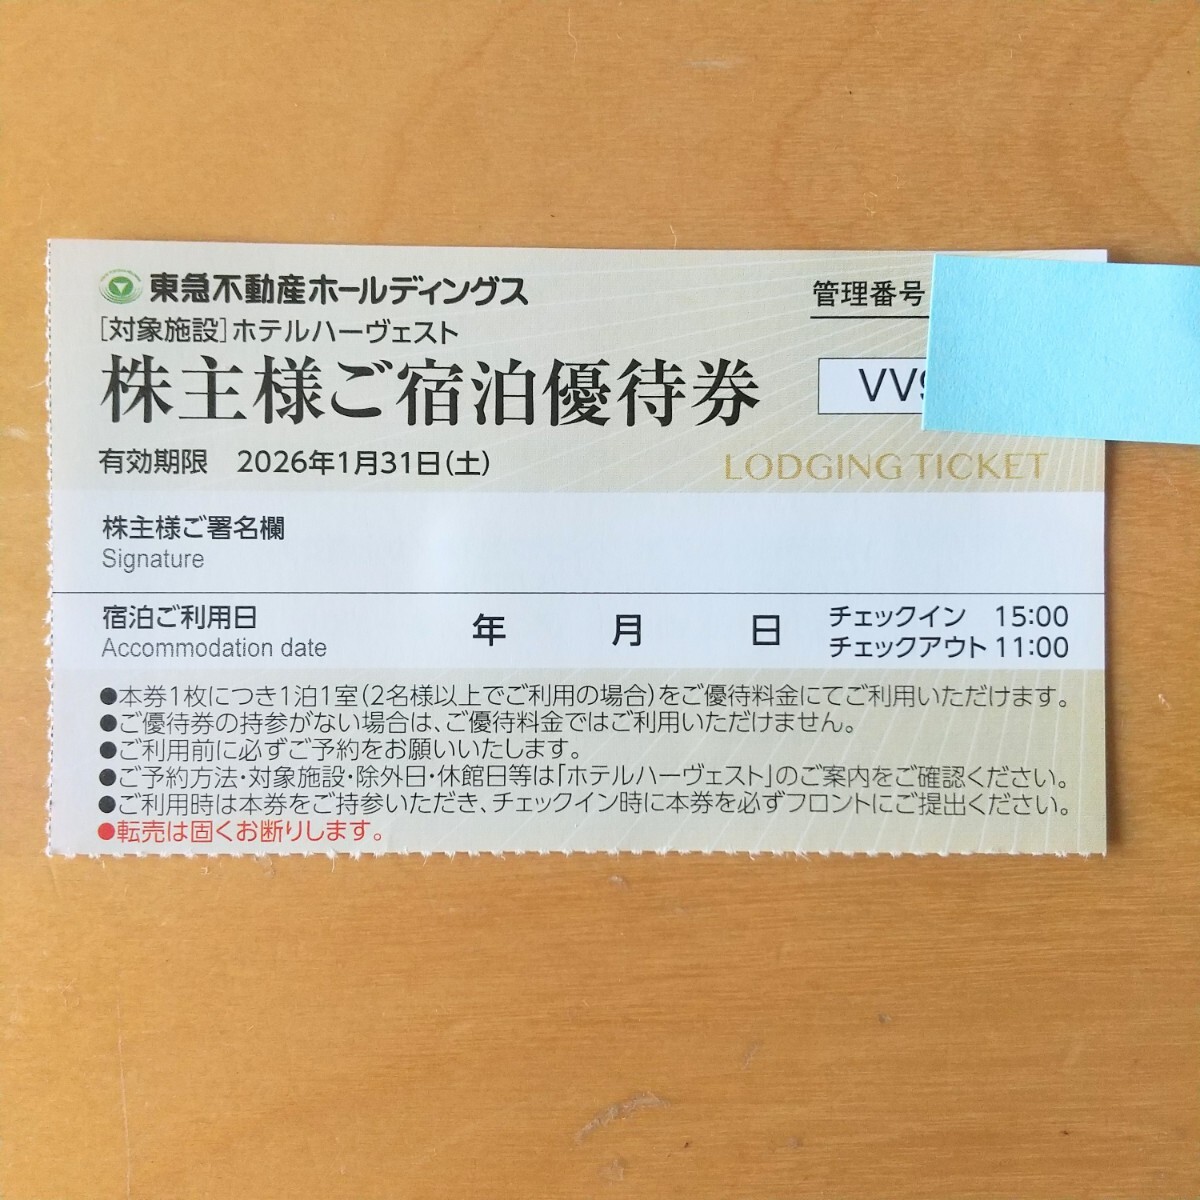 東急不動産ホールディングス
管理番号
[対象施設]ホテルハーヴェスト
株主様ご宿泊優待券
VV9
有効期限 2026年1月31日(土)
LODGING TICKET
株主様ご署名欄
Signature
宿泊ご利用日
Accommodation date
年 月 日
チェックイン 15:00
チェックアウト 11:00
●本券1枚につき1泊1室(2名様以上でご利用の場合)をご優待料金にてご利用いただけます。
●ご優待券の持参がない場合は、ご優待料金ではご利用いただけません。
●ご利用前に必ずご予約をお願いいたします。
●ご予約方法・対象施設・除外日・休館日等は「ホテルハーヴェスト」のご案内をご確認ください。
●ご利用時は本券をご持参いただき、チェックイン時に本券を必ずフロントにご提出ください。
●転売は固くお断りします。